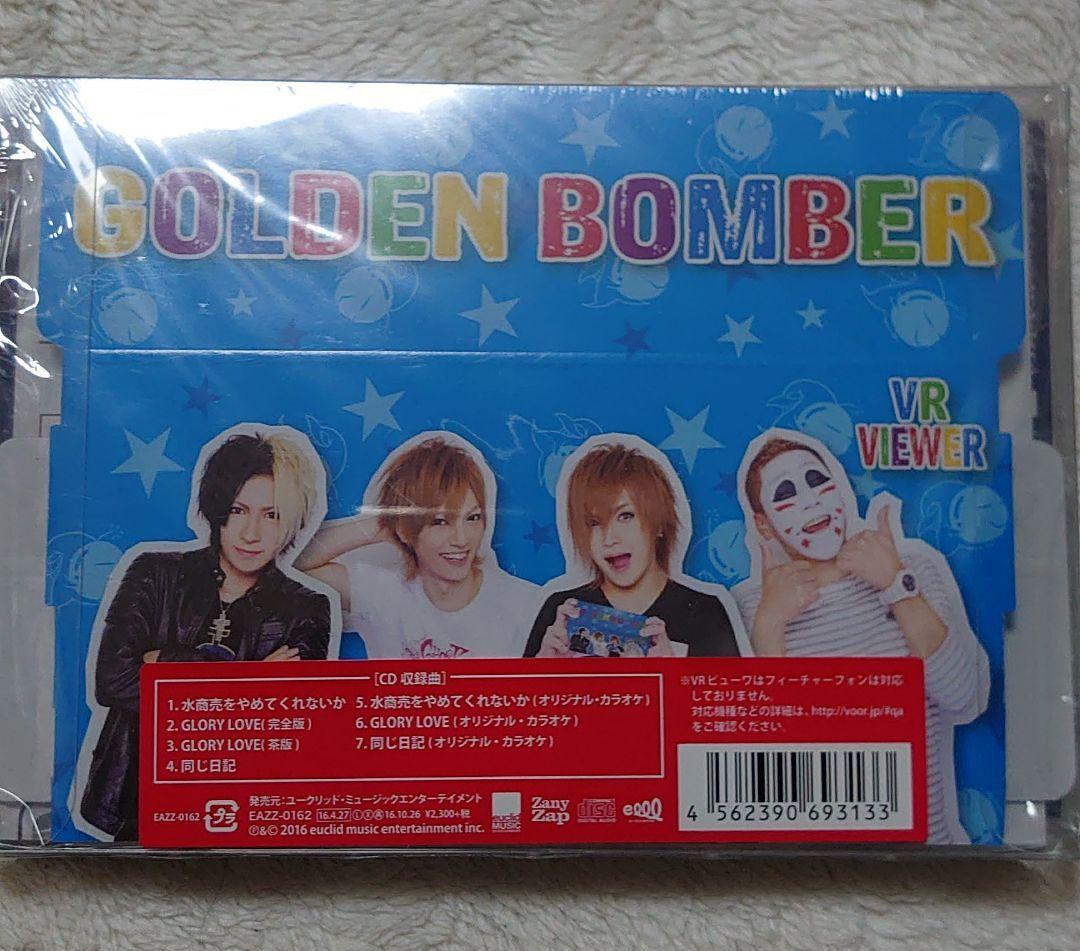 GOLDEN BOMBER
VR
VIEWER
[CD 収録曲]
1. 水商売をやめてくれないか
2. GLORY LOVE(完全版)
3. GLORY LOVE(茶版)
4. 同じ日記
5. 水商売をやめてくれないか(オリジナル・カラオケ)
6. GLORY LOVE (オリジナル・カラオケ)
7. 同じ日記(オリジナル・カラオケ)
※VRビューワはフィーチャーフォンは対応
しておりません。
対応機種などの詳細は、http://voor.jp/#qa
をご確認ください。
EAZZ-0162
プラ
発売元:ユークリッド・ミュージックエンターテイメント
EAZZ-0162 16.4.27 Ⓛ Ⓧ 再 16.10.26 ¥2,300+税
Ⓟ&© 2016 euclid music entertainment inc.
EUCLID
MUSIC
Zany
Zap
COMPACT
disc
DIGITAL AUDIO
4 562390 693133